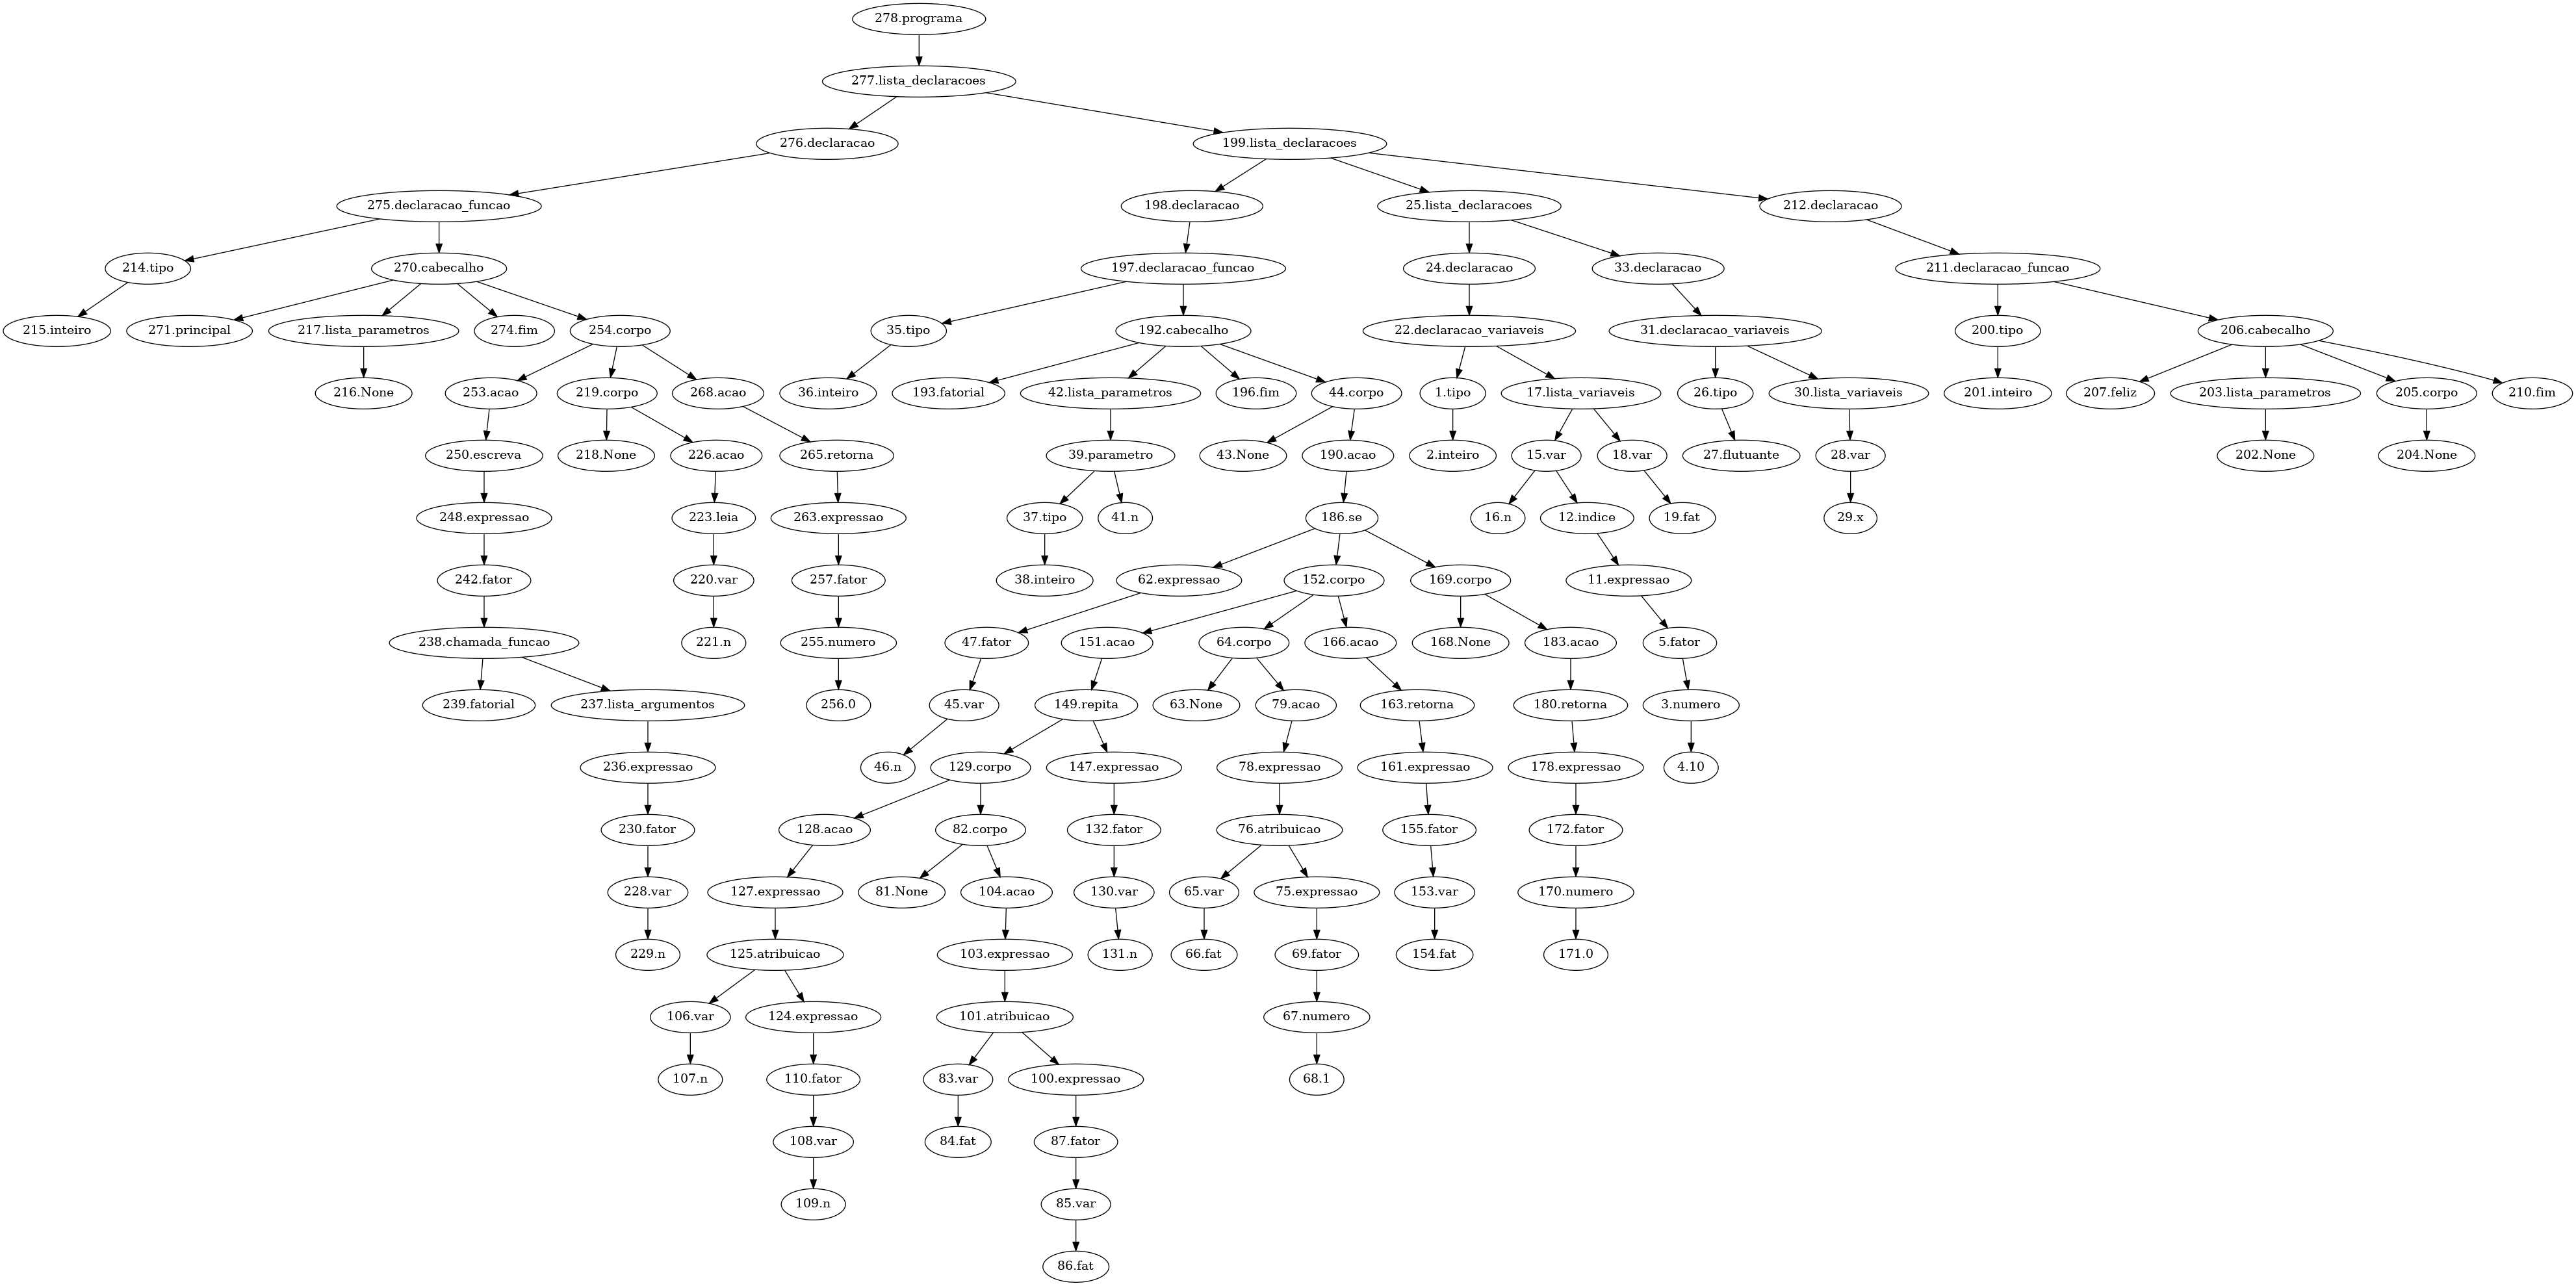 278.programa
277.lista_declaracoes
276.declaracao
199.lista_declaracoes
275.declaracao_funcao
198.declaracao
25.lista_declaracoes
212.declaracao
214.tipo
270.cabecalho
197.declaracao_funcao
24.declaracao
33.declaracao
211.declaracao_funcao
215.inteiro
271.principal
217.lista_parametros
274.fim
254.corpo
35.tipo
192.cabecalho
22.declaracao_variaveis
31.declaracao_variaveis
200.tipo
206.cabecalho
216.None
253.acao
219.corpo
268.acao
36.inteiro
193.fatorial
42.lista_parametros
196.fim
44.corpo
1.tipo
17.lista_variaveis
26.tipo
30.lista_variaveis
201.inteiro
207.feliz
203.lista_parametros
205.corpo
210.fim
250.escreva
218.None
226.acao
265.retorna
39.parametro
43.None
190.acao
2.inteiro
15.var
18.var
27.flutuante
28.var
202.None
204.None
248.expressao
223.leia
263.expressao
37.tipo
41.n
186.se
16.n
12.indice
19.fat
29.x
242.fator
220.var
257.fator
38.inteiro
62.expressao
152.corpo
169.corpo
11.expressao
238.chamada_funcao
221.n
255.numero
47.fator
151.acao
64.corpo
166.acao
168.None
183.acao
5.fator
239.fatorial
237.lista_argumentos
256.0
45.var
149.repita
63.None
79.acao
163.retorna
180.retorna
3.numero
236.expressao
46.n
129.corpo
147.expressao
78.expressao
161.expressao
178.expressao
4.10
230.fator
128.acao
82.corpo
132.fator
76.atribuicao
155.fator
172.fator
228.var
127.expressao
81.None
104.acao
130.var
65.var
75.expressao
153.var
170.numero
229.n
125.atribuicao
103.expressao
131.n
66.fat
69.fator
154.fat
171.0
106.var
124.expressao
101.atribuicao
67.numero
107.n
110.fator
83.var
100.expressao
68.1
108.var
84.fat
87.fator
109.n
85.var
86.fat